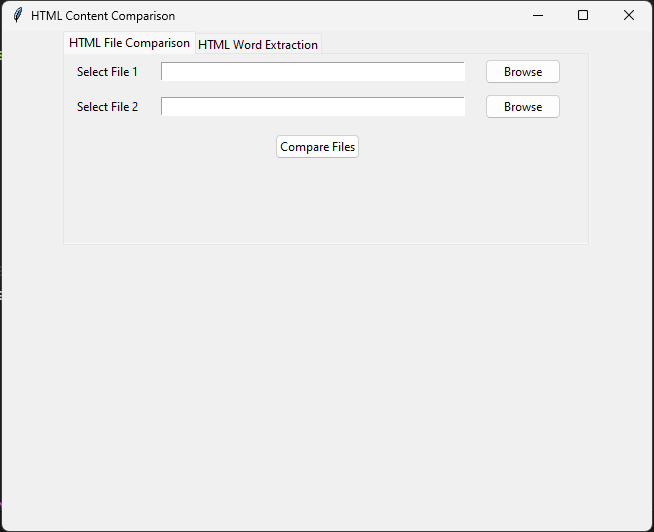 HTML Content Comparison
HTML File Comparison HTML Word Extraction
Select File 1 Browse
Select File 2 Browse
Compare Files